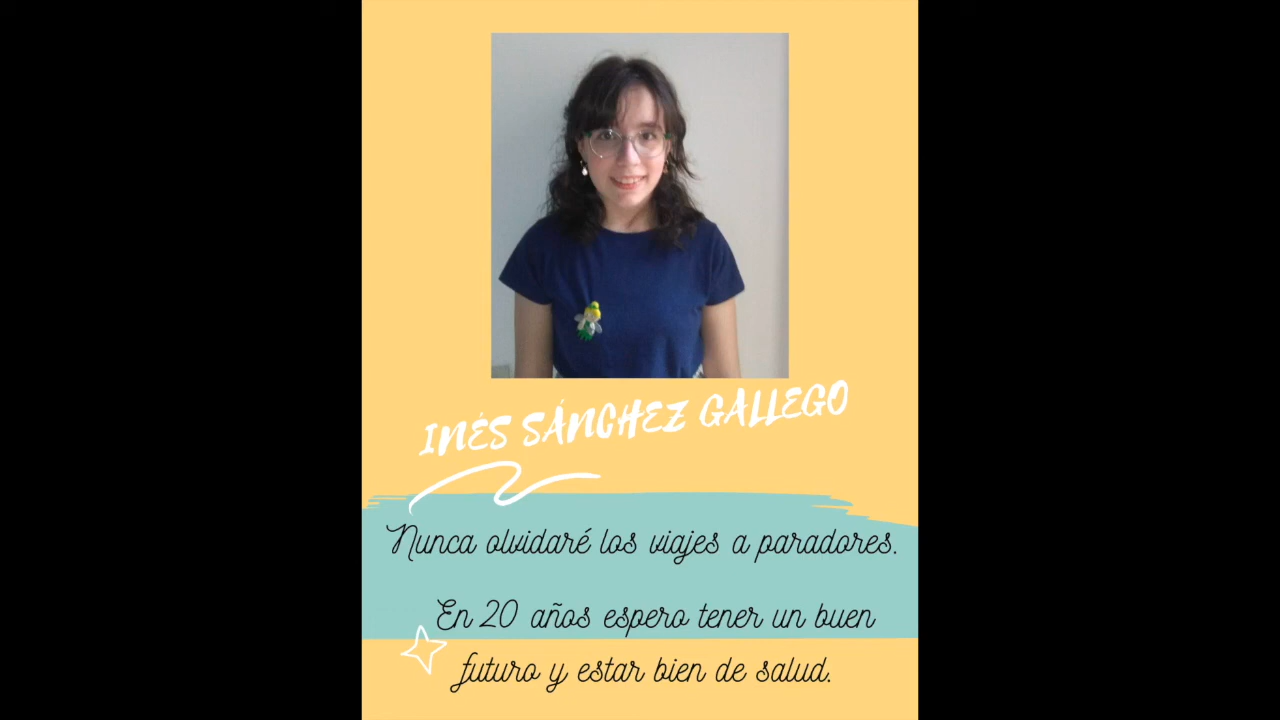 INÉS SÁNCHEZ GALLEGO
Nunca olvidaré los viajes a paradores.
En 20 años espero tener un buen
futuro y estar bien de salud.